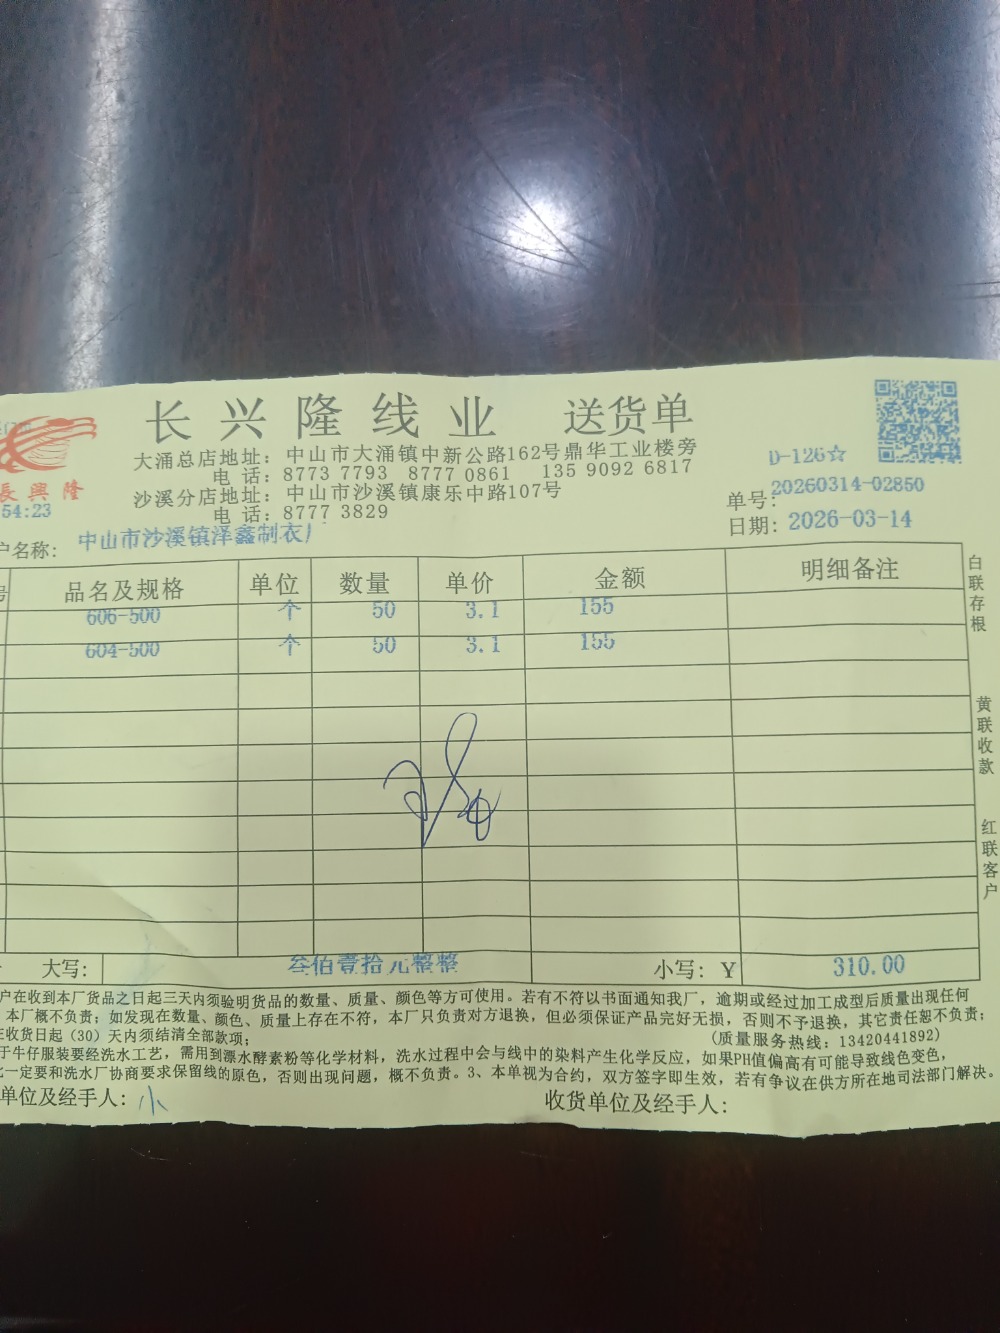 长兴隆线业 送货单
大涌总店地址：中山市大涌镇中新公路162号鼎华工业楼旁
电 话：8773 7793 8777 0861 135 9092 6817
沙溪分店地址：中山市沙溪镇康乐中路107号
电 话：8777 3829
長興隆
54:23
D-126☆
单号：20260314-02850
日期：2026-03-14
户名称：中山市沙溪镇泽鑫制衣厂
号 品名及规格 单位 数量 单价 金额 明细备注
606-500 个 50 3.1 155
604-500 个 50 3.1 155
白联存根
黄联收款
红联客户
大写： 叁佰壹拾元整整 小写：Y 310.00
户在收到本厂货品之日起三天内须验明货品的数量、质量、颜色等方可使用。若有不符以书面通知我厂，逾期或经过加工成型后质量出现任何
本厂概不负责；如发现在数量、颜色、质量上存在不符，本厂只负责对方退换，但必须保证产品完好无损，否则不予退换，其它责任恕不负责；
在收货日起（30）天内须结清全部款项； （质量服务热线：13420441892）
于牛仔服装要经洗水工艺，需用到漂水酵素粉等化学材料，洗水过程中会与线中的染料产生化学反应，如果PH值偏高有可能导致线色变色，
一定要和洗水厂协商要求保留线的原色，否则出现问题，概不负责。3、本单视为合约，双方签字即生效，若有争议在供方所在地司法部门解决。
单位及经手人：小 收货单位及经手人：